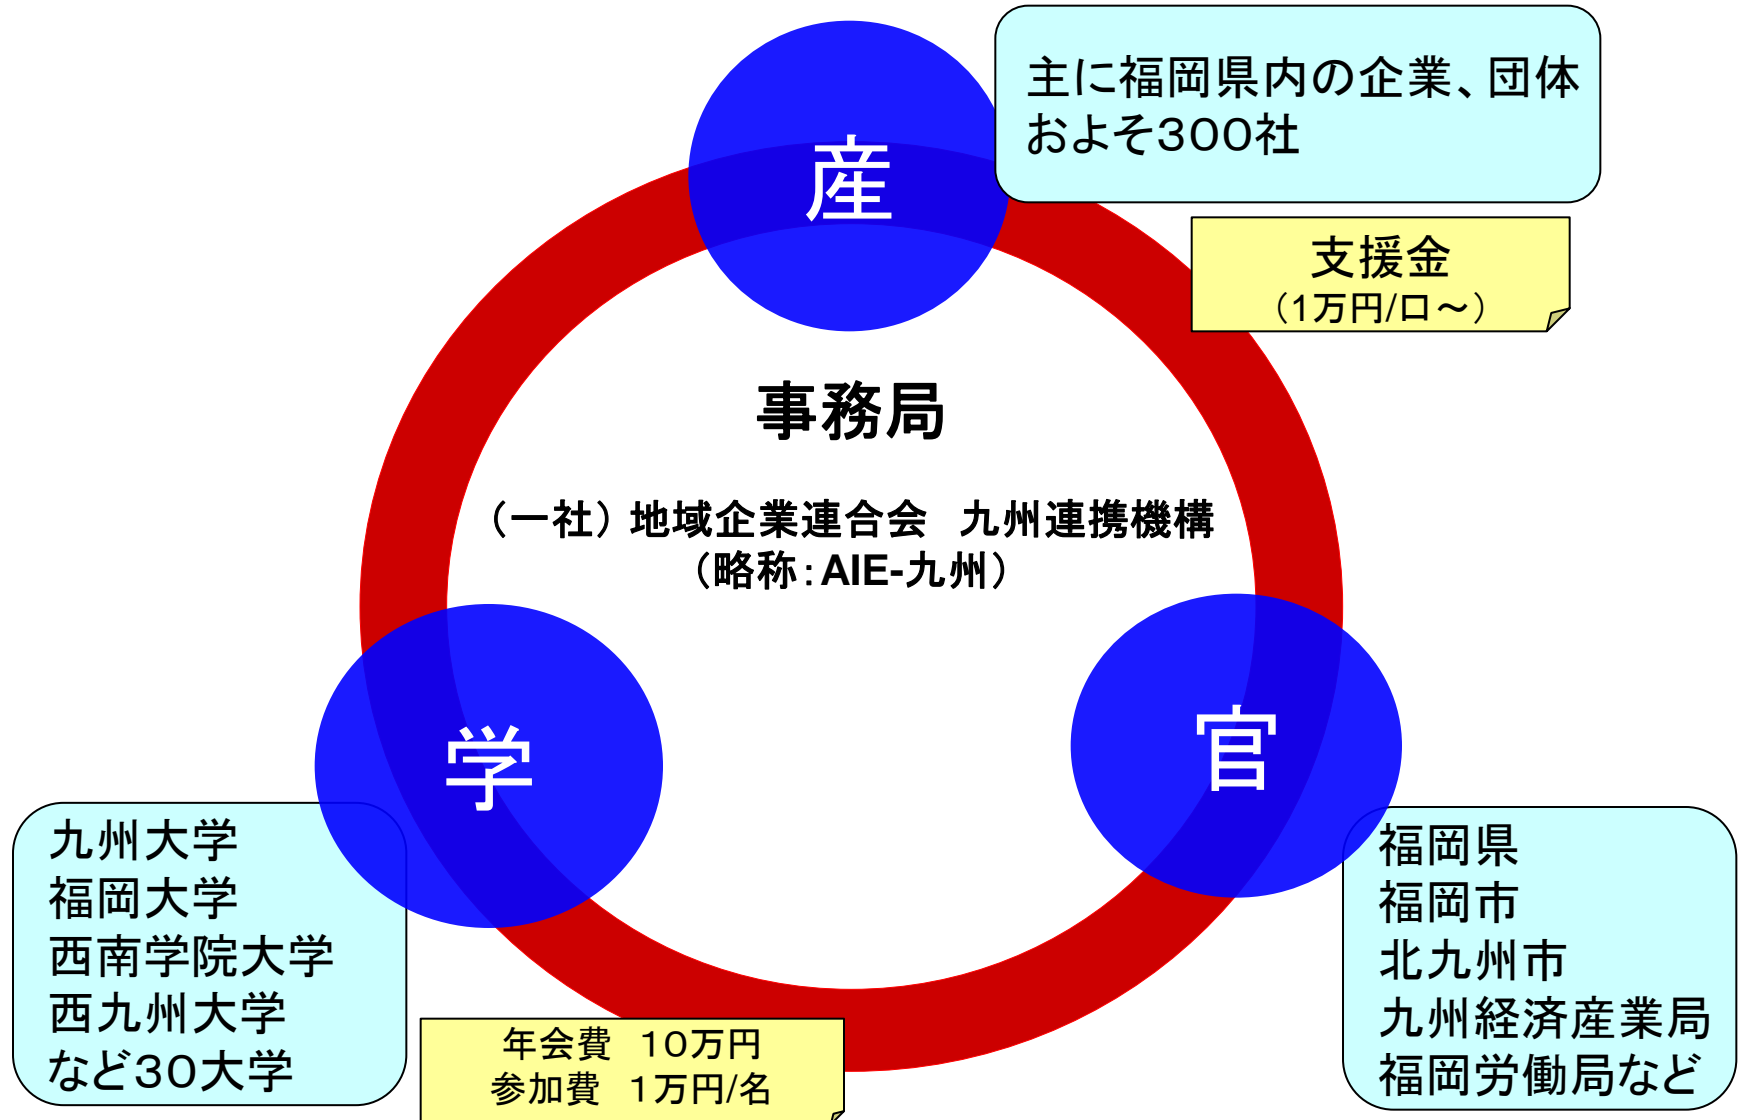 産
主に福岡県内の企業、団体
およそ300社
支援金
（1万円/口～）
事務局
（一社）地域企業連合会　九州連携機構
（略称：AIE-九州）
学
官
九州大学
福岡大学
西南学院大学
西九州大学
など30大学
年会費　10万円
参加費　1万円/名
福岡県
福岡市
北九州市
九州経済産業局
福岡労働局など